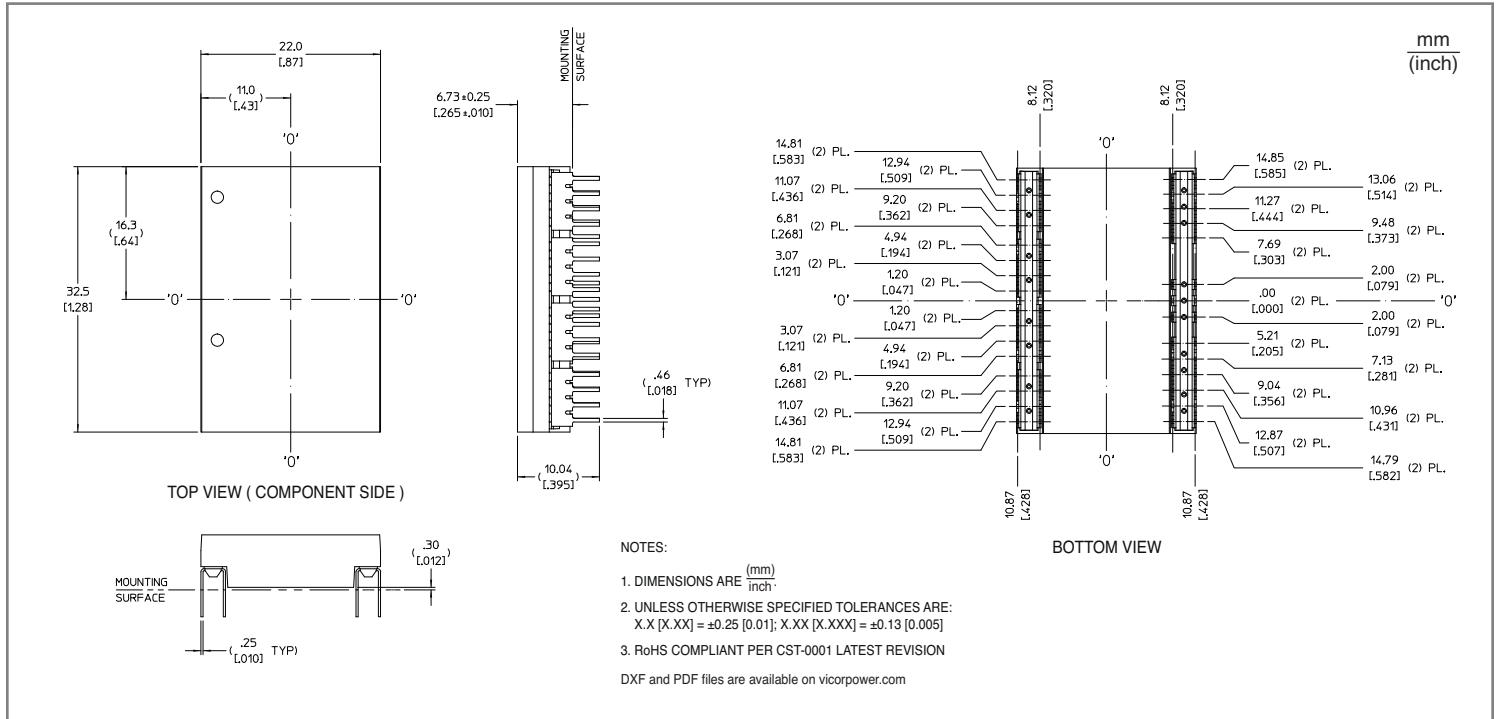 mm
(inch)
22.0
[.87]
( 11.0 )
[.43]
'0'
( 16.3 )
[.64]
32.5
[1.28]
'0'
'0'
'0'
TOP VIEW ( COMPONENT SIDE )
MOUNTING
SURFACE
6.73±0.25
[.265±.010]
( .46 TYP)
[.018]
( 10.04 )
[.395]
8.12
[.320]
8.12
[.320]
'0'
14.81 (2) PL.
[.583]
12.94 (2) PL.
[.509]
11.07 (2) PL.
[.436]
9.20 (2) PL.
[.362]
6.81 (2) PL.
[.268]
4.94 (2) PL.
[.194]
3.07 (2) PL.
[.121]
1.20 (2) PL.
[.047]
'0'
1.20 (2) PL.
[.047]
3.07 (2) PL.
[.121]
4.94 (2) PL.
[.194]
6.81 (2) PL.
[.268]
9.20 (2) PL.
[.362]
11.07 (2) PL.
[.436]
12.94 (2) PL.
[.509]
14.81 (2) PL.
[.583]
14.85 (2) PL.
[.585]
13.06 (2) PL.
[.514]
11.27 (2) PL.
[.444]
9.48 (2) PL.
[.373]
7.69 (2) PL.
[.303]
2.00 (2) PL.
[.079]
.00 (2) PL.
[.000]
'0'
2.00 (2) PL.
[.079]
5.21 (2) PL.
[.205]
7.13 (2) PL.
[.281]
9.04 (2) PL.
[.356]
10.96 (2) PL.
[.431]
12.87 (2) PL.
[.507]
14.79 (2) PL.
[.582]
'0'
10.87
[.428]
10.87
[.428]
BOTTOM VIEW
MOUNTING
SURFACE
( .30 )
[.012]
( .25 TYP)
[.010]
NOTES:
1. DIMENSIONS ARE (mm)
inch.
2. UNLESS OTHERWISE SPECIFIED TOLERANCES ARE:
X.X [X.XX] = ±0.25 [0.01]; X.XX [X.XXX] = ±0.13 [0.005]
3. RoHS COMPLIANT PER CST-0001 LATEST REVISION
DXF and PDF files are available on vicorpower.com